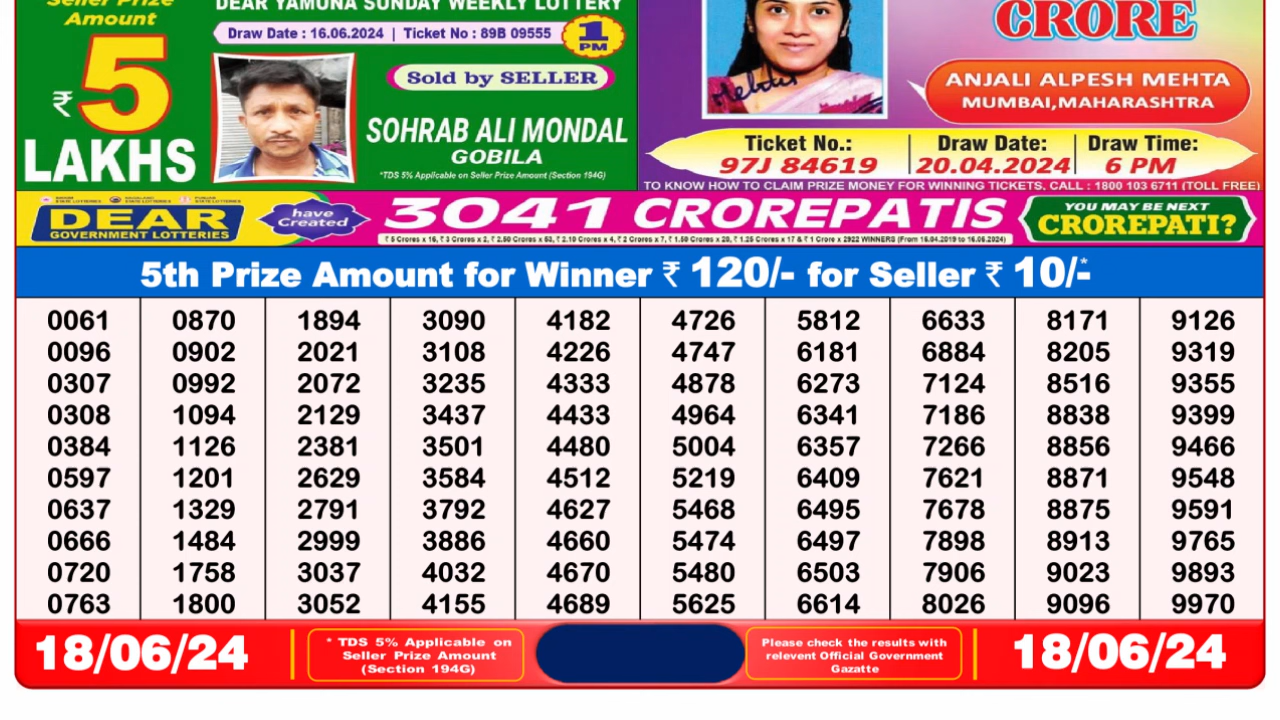 Seller Prize
Amount
₹ 5
LAKHS
DEAR YAMUNA SUNDAY WEEKLY LOTTERY
Draw Date : 16.06.2024 | Ticket No : 89B 09555
1 PM
Sold by SELLER
SOHRAB ALI MONDAL
GOBILA
*TDS 5% Applicable on Seller Prize Amount (Section 194G)
CRORE
ANJALI ALPESH MEHTA
MUMBAI,MAHARASHTRA
Ticket No.: Draw Date: Draw Time:
97J 84619 20.04.2024 6 PM
TO KNOW HOW TO CLAIM PRIZE MONEY FOR WINNING TICKETS, CALL : 1800 103 6711 (TOLL FREE)
DEAR
GOVERNMENT LOTTERIES
have
Created
3041 CROREPATIS
YOU MAY BE NEXT
CROREPATI?
5th Prize Amount for Winner ₹ 120/- for Seller ₹ 10/-*
0061 0870 1894 3090 4182 4726 5812 6633 8171 9126
0096 0902 2021 3108 4226 4747 6181 6884 8205 9319
0307 0992 2072 3235 4333 4878 6273 7124 8516 9355
0308 1094 2129 3437 4433 4964 6341 7186 8838 9399
0384 1126 2381 3501 4480 5004 6357 7266 8856 9466
0597 1201 2629 3584 4512 5219 6409 7621 8871 9548
0637 1329 2791 3792 4627 5468 6495 7678 8875 9591
0666 1484 2999 3886 4660 5474 6497 7898 8913 9765
0720 1758 3037 4032 4670 5480 6503 7906 9023 9893
0763 1800 3052 4155 4689 5625 6614 8026 9096 9970
18/06/24
* TDS 5% Applicable on
Seller Prize Amount
(Section 194G)
Please check the results with
relevent Official Government
Gazatte
18/06/24